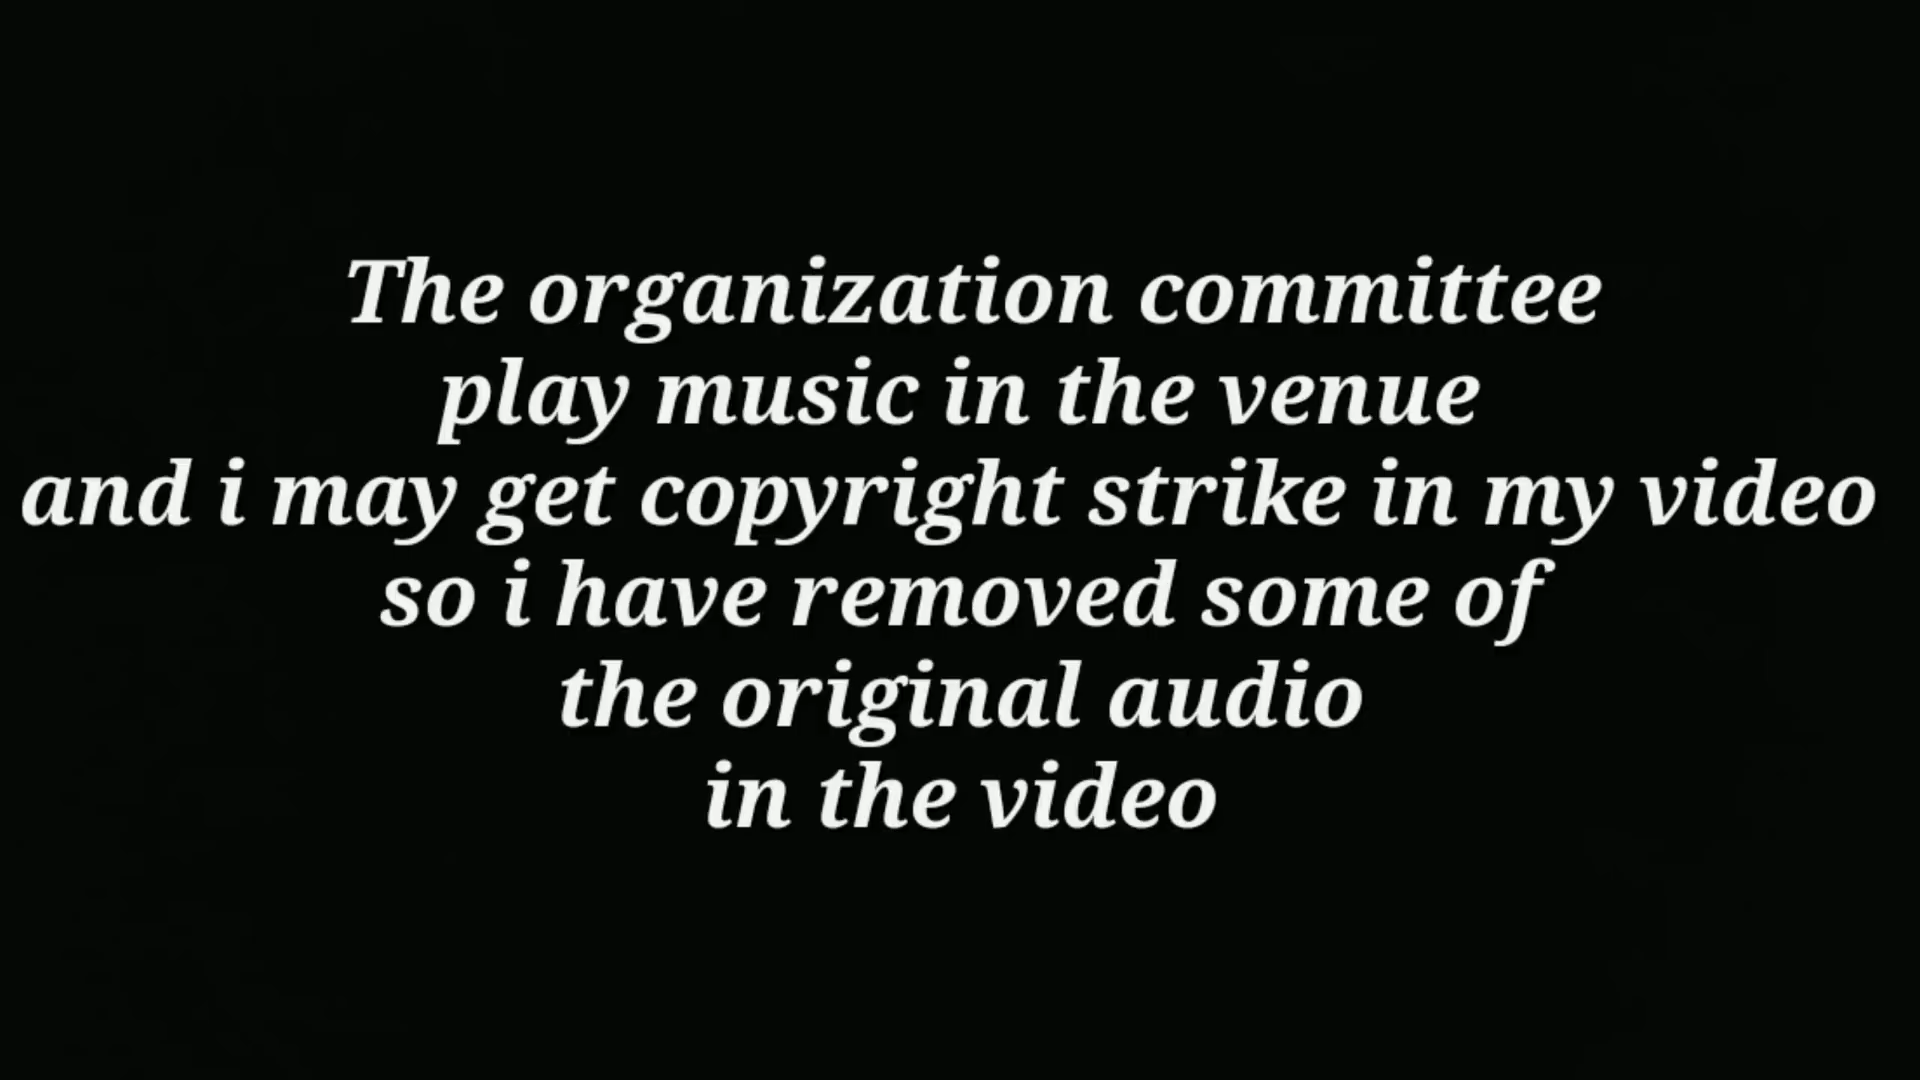 The organization committee
play music in the venue
and i may get copyright strike in my video
so i have removed some of
the original audio
in the video